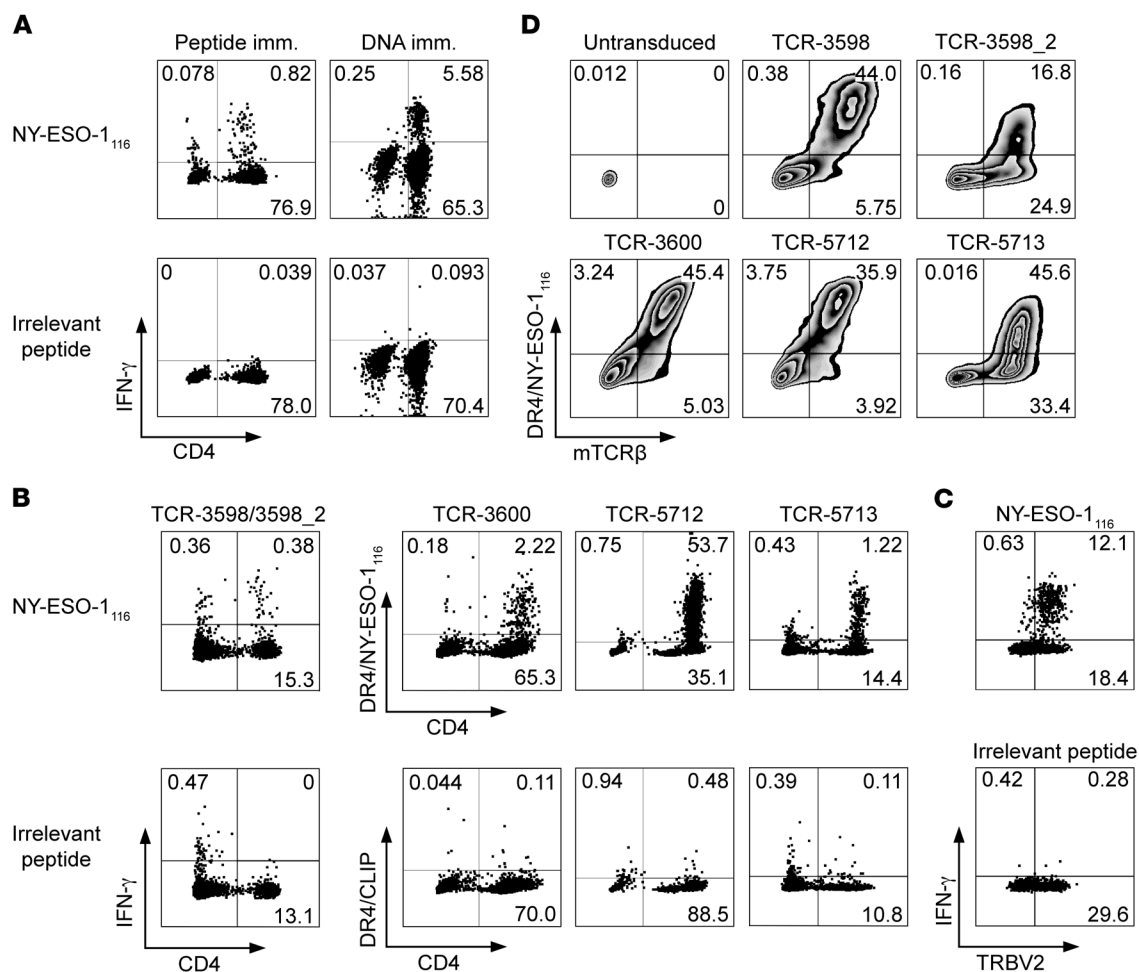 A
Peptide imm. DNA imm.
NY-ESO-1116
0.078 0.82
76.9
0.25 5.58
65.3
Irrelevant
peptide
0 0.039
78.0
0.037 0.093
70.4
IFN-γ
CD4
D
Untransduced TCR-3598 TCR-3598_2
0.012 0
0
0.38 44.0
5.75
0.16 16.8
24.9
TCR-3600 TCR-5712 TCR-5713
3.24 45.4
5.03
3.75 35.9
3.92
0.016 45.6
33.4
DR4/NY-ESO-1116
mTCRβ
B
TCR-3598/3598_2 TCR-3600 TCR-5712 TCR-5713
NY-ESO-1116
0.36 0.38
15.3
DR4/NY-ESO-1116
0.18 2.22
65.3
0.75 53.7
35.1
0.43 1.22
14.4
CD4
Irrelevant
peptide
0.47 0
13.1
IFN-γ
CD4
DR4/CLIP
0.044 0.11
70.0
0.94 0.48
88.5
0.39 0.11
10.8
CD4
C
NY-ESO-1116
0.63 12.1
18.4
Irrelevant peptide
0.42 0.28
29.6
IFN-γ
TRBV2